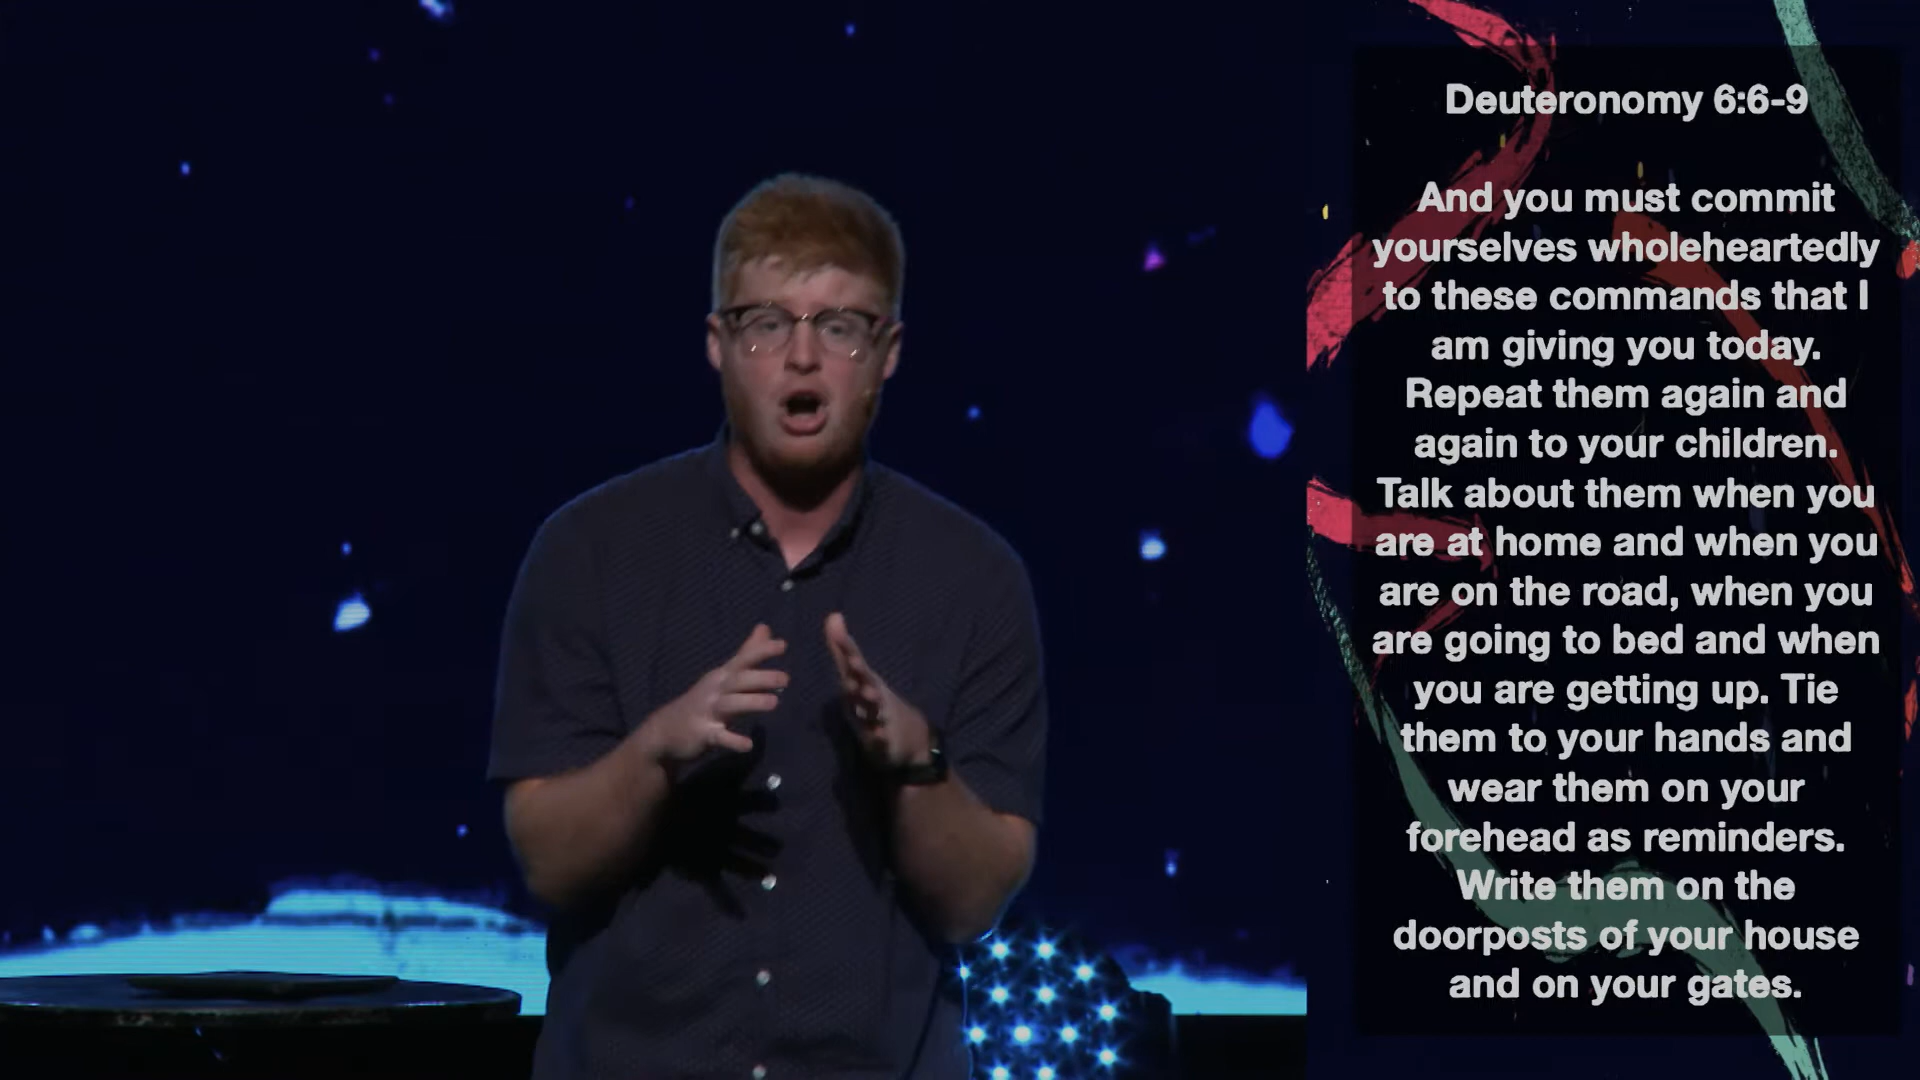 Deuteronomy 6:6-9
And you must commit
yourselves wholeheartedly
to these commands that I
am giving you today.
Repeat them again and
again to your children.
Talk about them when you
are at home and when you
are on the road, when you
are going to bed and when
you are getting up. Tie
them to your hands and
wear them on your
forehead as reminders.
Write them on the
doorposts of your house
and on your gates.